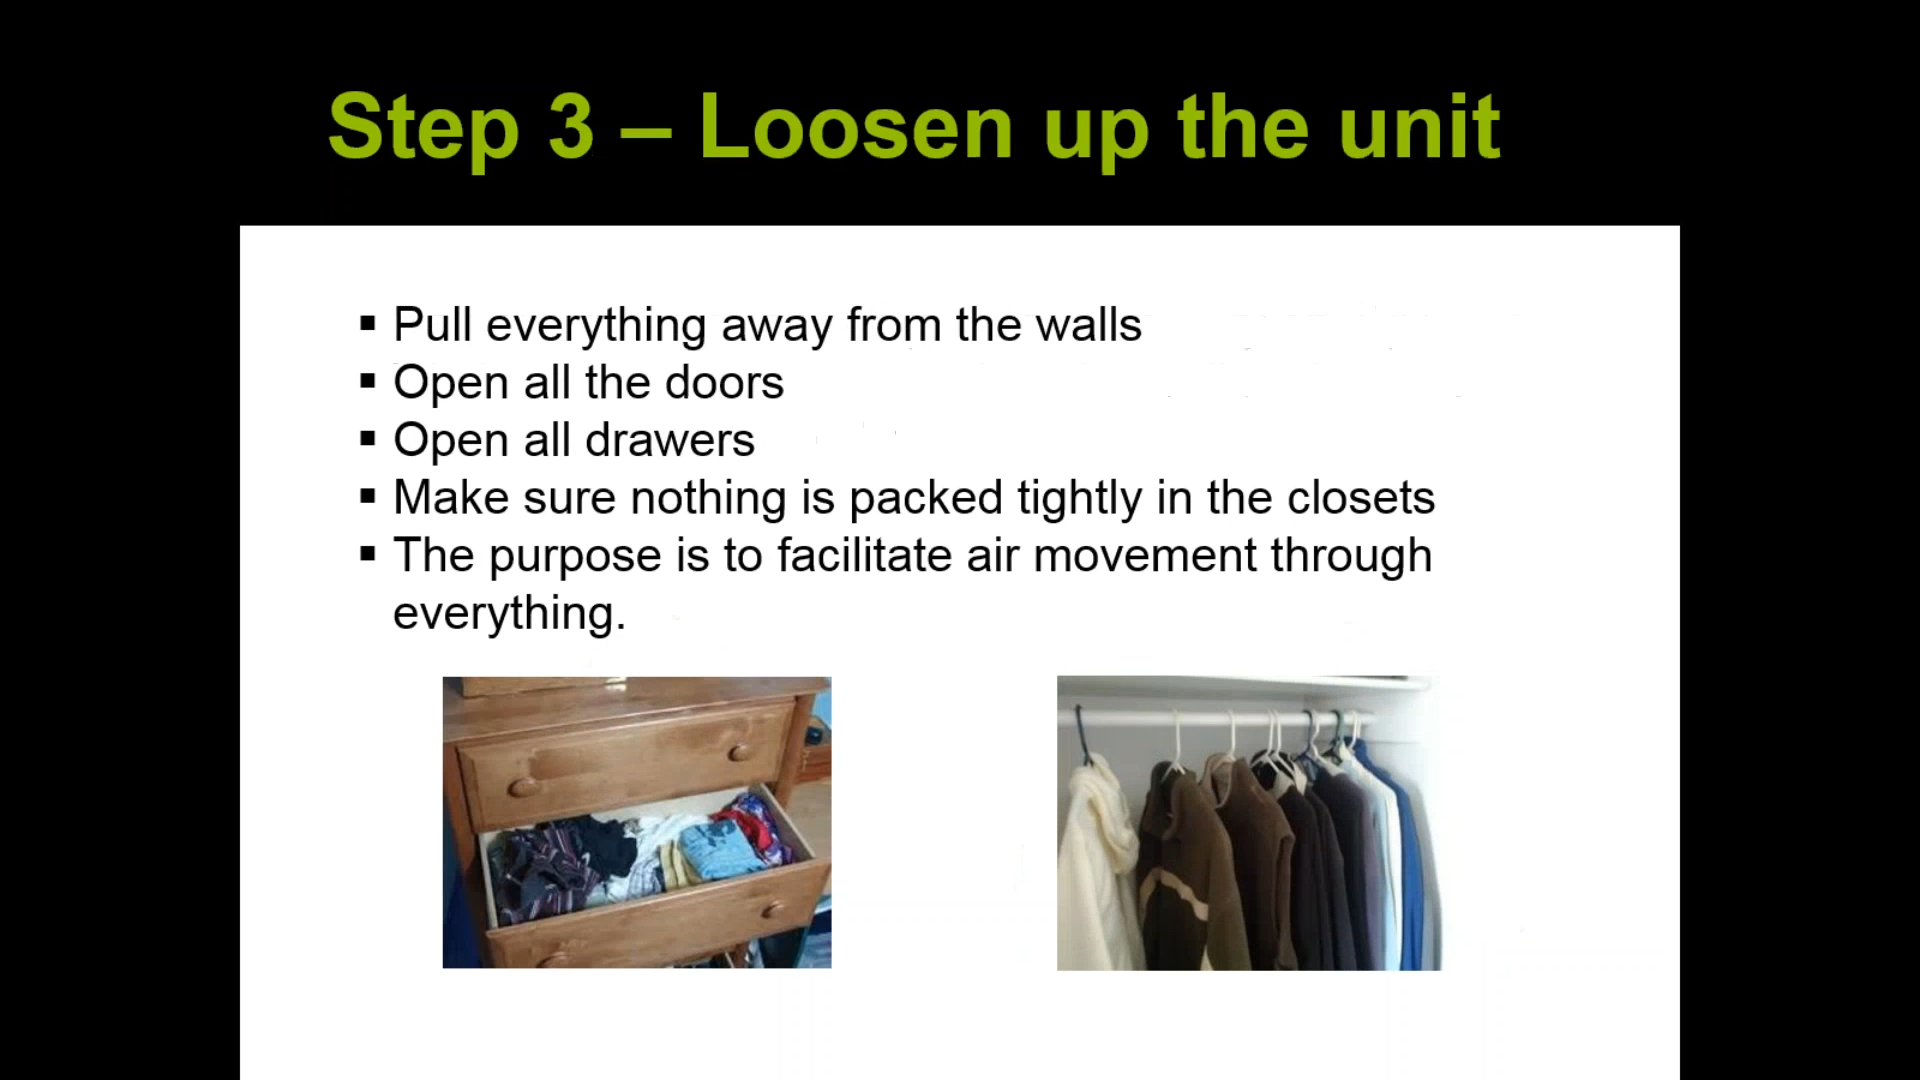 Step 3 – Loosen up the unit
▪ Pull everything away from the walls
▪ Open all the doors
▪ Open all drawers
▪ Make sure nothing is packed tightly in the closets
▪ The purpose is to facilitate air movement through
everything.